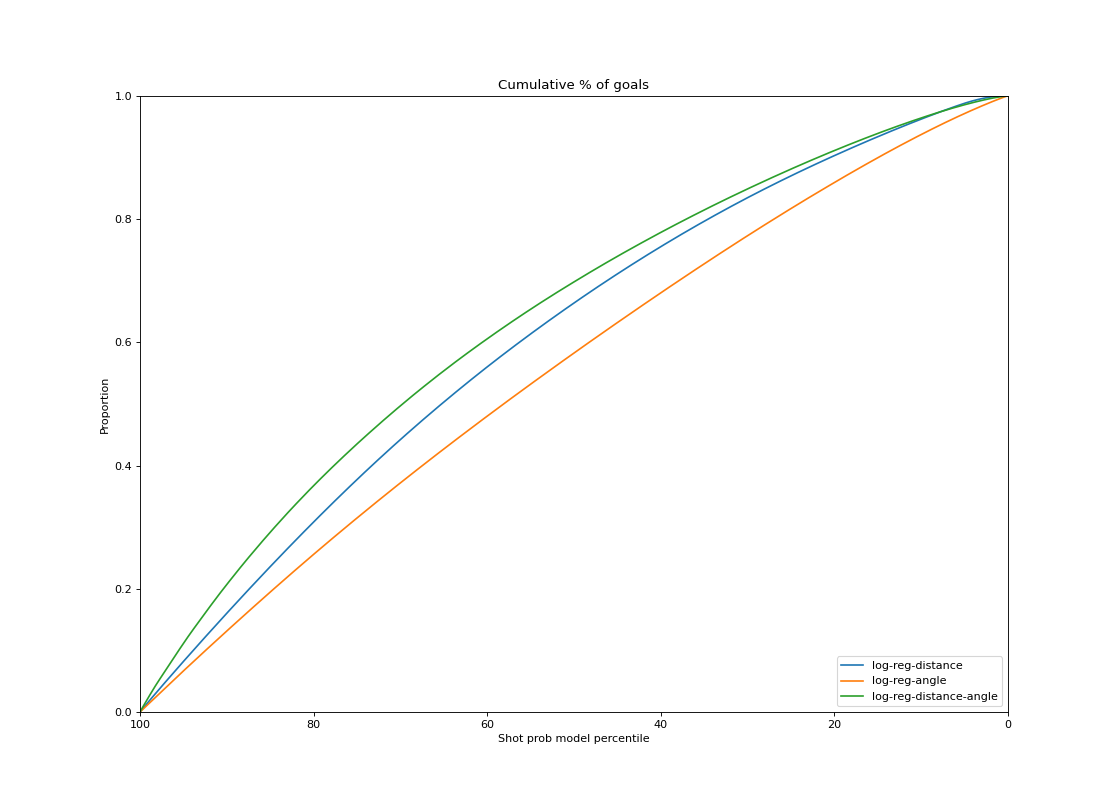 Cumulative % of goals
1.0
0.8
0.6
0.4
0.2
0.0
Proportion
100 80 60 40 20 0
Shot prob model percentile
log-reg-distance
log-reg-angle
log-reg-distance-angle